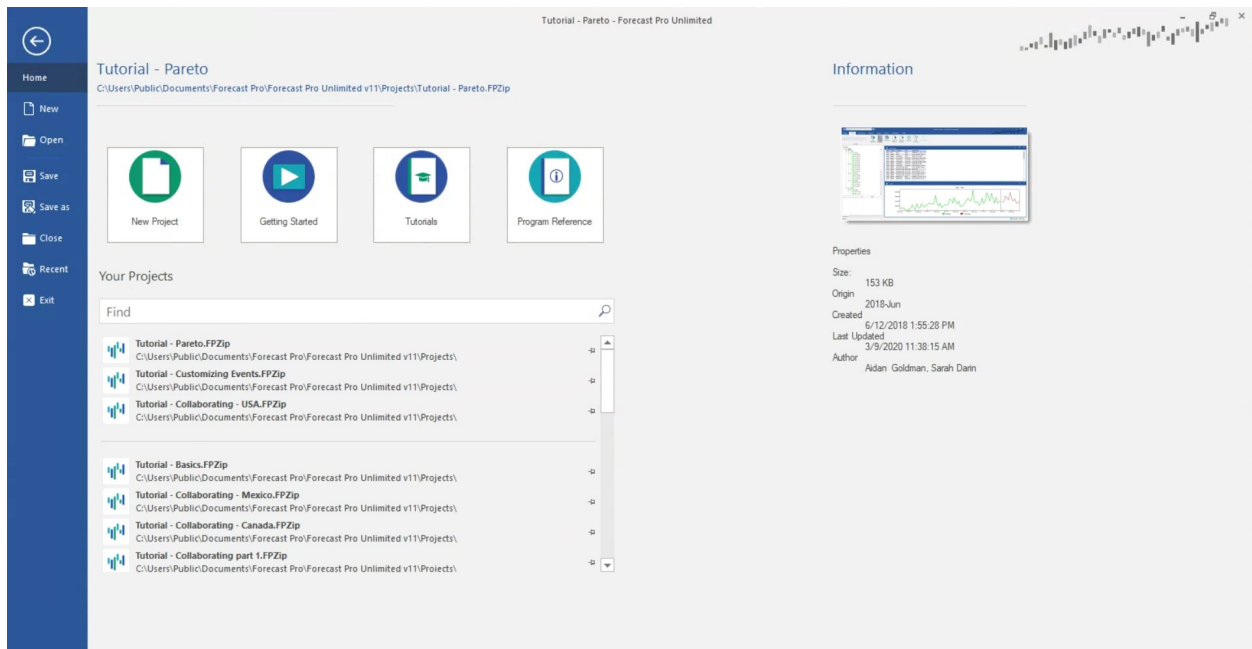 Tutorial - Pareto - Forecast Pro Unlimited
Home
New
Open
Save
Save as
Close
Recent
Exit
Tutorial - Pareto
C:\Users\Public\Documents\Forecast Pro\Forecast Pro Unlimited v11\Projects\Tutorial - Pareto.FPZip
New Project
Getting Started
Tutorials
Program Reference
Your Projects
Find
Tutorial - Pareto.FPZip
C:\Users\Public\Documents\Forecast Pro\Forecast Pro Unlimited v11\Projects\
Tutorial - Customizing Events.FPZip
C:\Users\Public\Documents\Forecast Pro\Forecast Pro Unlimited v11\Projects\
Tutorial - Collaborating - USA.FPZip
C:\Users\Public\Documents\Forecast Pro\Forecast Pro Unlimited v11\Projects\
Tutorial - Basics.FPZip
C:\Users\Public\Documents\Forecast Pro\Forecast Pro Unlimited v11\Projects\
Tutorial - Collaborating - Mexico.FPZip
C:\Users\Public\Documents\Forecast Pro\Forecast Pro Unlimited v11\Projects\
Tutorial - Collaborating - Canada.FPZip
C:\Users\Public\Documents\Forecast Pro\Forecast Pro Unlimited v11\Projects\
Tutorial - Collaborating part 1.FPZip
C:\Users\Public\Documents\Forecast Pro\Forecast Pro Unlimited v11\Projects\
Information
Properties
Size:
153 KB
Origin
2018-Jun
Created
6/12/2018 1:55:28 PM
Last Updated
3/9/2020 11:38:15 AM
Author
Aidan Goldman, Sarah Darin